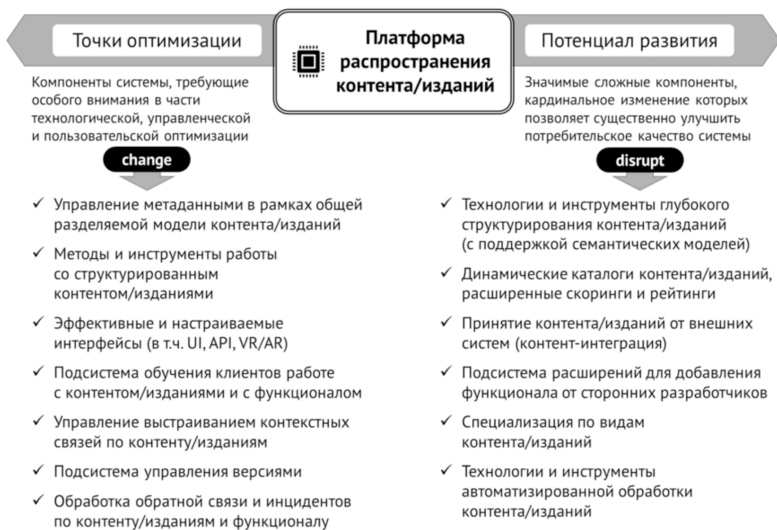 Точки оптимизации
Платформа
распространения
контента/изданий
Потенциал развития
Компоненты системы, требующие
особого внимания в части
технологической, управленческой
и пользовательской оптимизации
change
✓ Управление метаданными в рамках общей
разделяемой модели контента/изданий
✓ Методы и инструменты работы
со структурированным
контентом/изданиями
✓ Эффективные и настраиваемые
интерфейсы (в т.ч. UI, API, VR/AR)
✓ Подсистема обучения клиентов работе
с контентом/изданиями и с функционалом
✓ Управление выстраиванием контекстных
связей по контенту/изданиям
✓ Подсистема управления версиями
✓ Обработка обратной связи и инцидентов
по контенту/изданиям и функционалу
Значимые сложные компоненты,
кардинальное изменение которых
позволяет существенно улучшить
потребительское качество системы
disrupt
✓ Технологии и инструменты глубокого
структурирования контента/изданий
(с поддержкой семантических моделей)
✓ Динамические каталоги контента/изданий,
расширенные скоринги и рейтинги
✓ Принятие контента/изданий от внешних
систем (контент-интеграция)
✓ Подсистема расширений для добавления
функционала от сторонних разработчиков
✓ Специализация по видам
контента/изданий
✓ Технологии и инструменты
автоматизированной обработки
контента/изданий